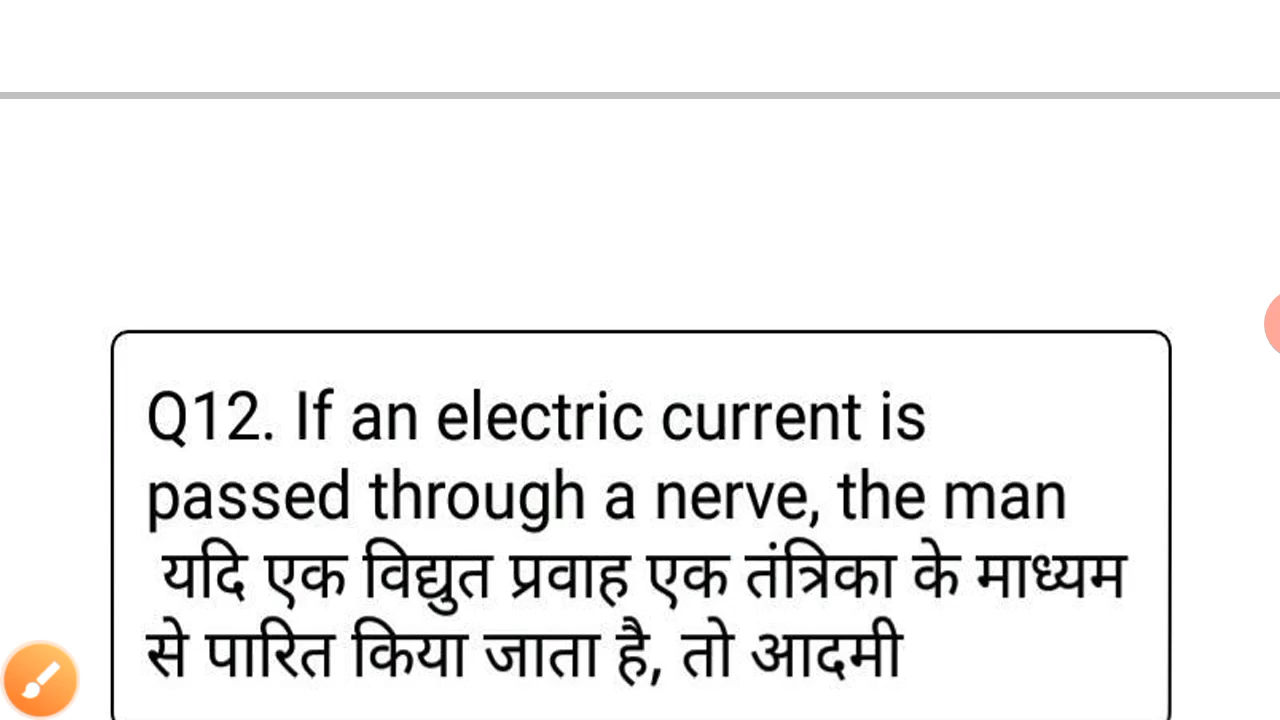 Q12. If an electric current is
passed through a nerve, the man
यदि एक विद्युत प्रवाह एक तंत्रिका के माध्यम
से पारित किया जाता है, तो आदमी